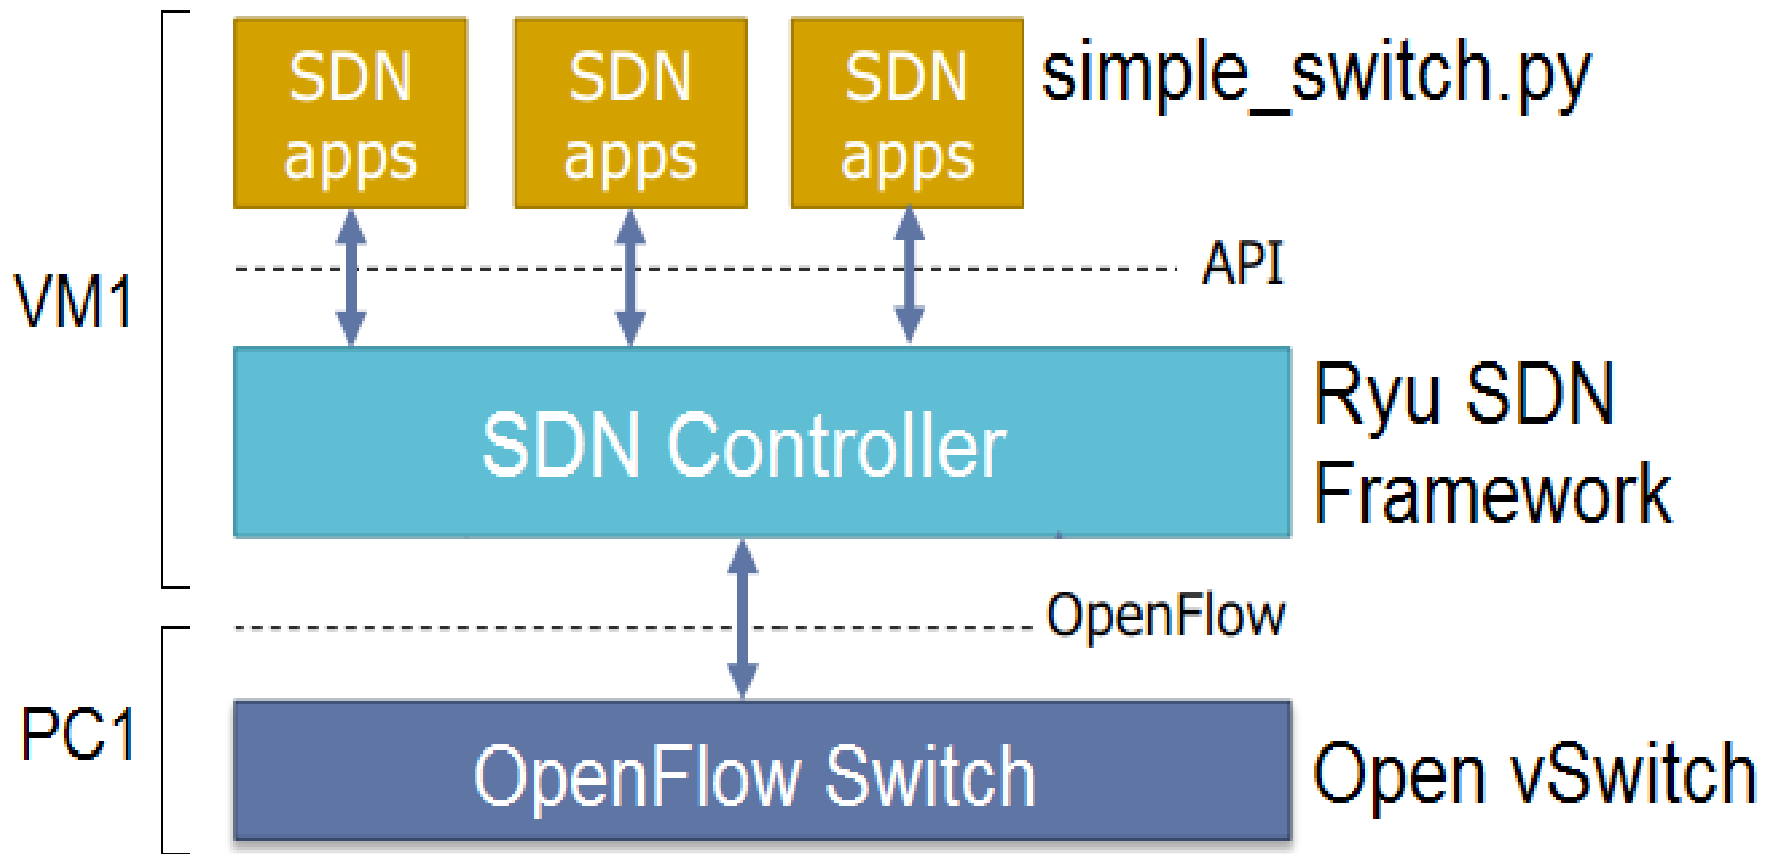 SDN
apps
SDN
apps
SDN
apps
simple_switch.py
API
VM1
SDN Controller
Ryu SDN
Framework
OpenFlow
PC1
OpenFlow Switch
Open vSwitch